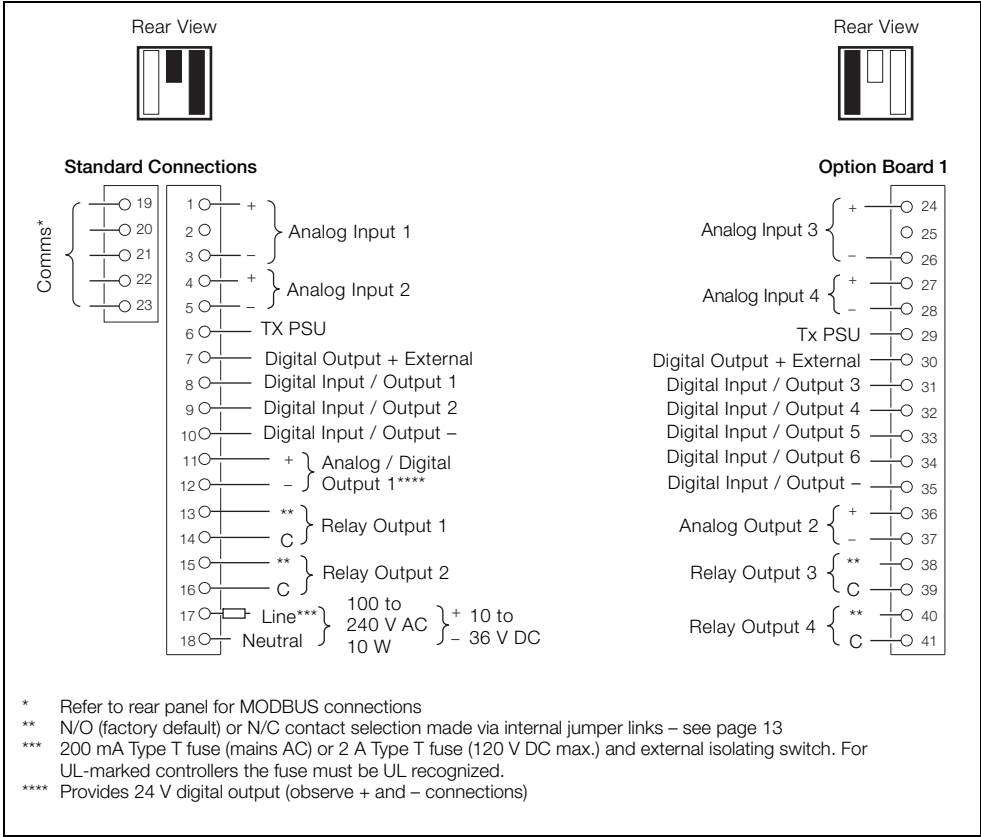 Rear View
Rear View
Standard Connections
Option Board 1
Comms*
19
20
21
22
23
1 + Analog Input 1
2
3 –
4 + Analog Input 2
5 –
6 TX PSU
7 Digital Output + External
8 Digital Input / Output 1
9 Digital Input / Output 2
10 Digital Input / Output –
11 + Analog / Digital
12 – Output 1****
13 ** Relay Output 1
14 C
15 ** Relay Output 2
16 C
17 Line*** 100 to 240 V AC 10 W + 10 to
18 Neutral – 36 V DC
Analog Input 3 + 24
25
– 26
Analog Input 4 + 27
– 28
Tx PSU 29
Digital Output + External 30
Digital Input / Output 3 31
Digital Input / Output 4 32
Digital Input / Output 5 33
Digital Input / Output 6 34
Digital Input / Output – 35
Analog Output 2 + 36
– 37
Relay Output 3 ** 38
C 39
Relay Output 4 ** 40
C 41
* Refer to rear panel for MODBUS connections
** N/O (factory default) or N/C contact selection made via internal jumper links – see page 13
*** 200 mA Type T fuse (mains AC) or 2 A Type T fuse (120 V DC max.) and external isolating switch. For
UL-marked controllers the fuse must be UL recognized.
**** Provides 24 V digital output (observe + and – connections)